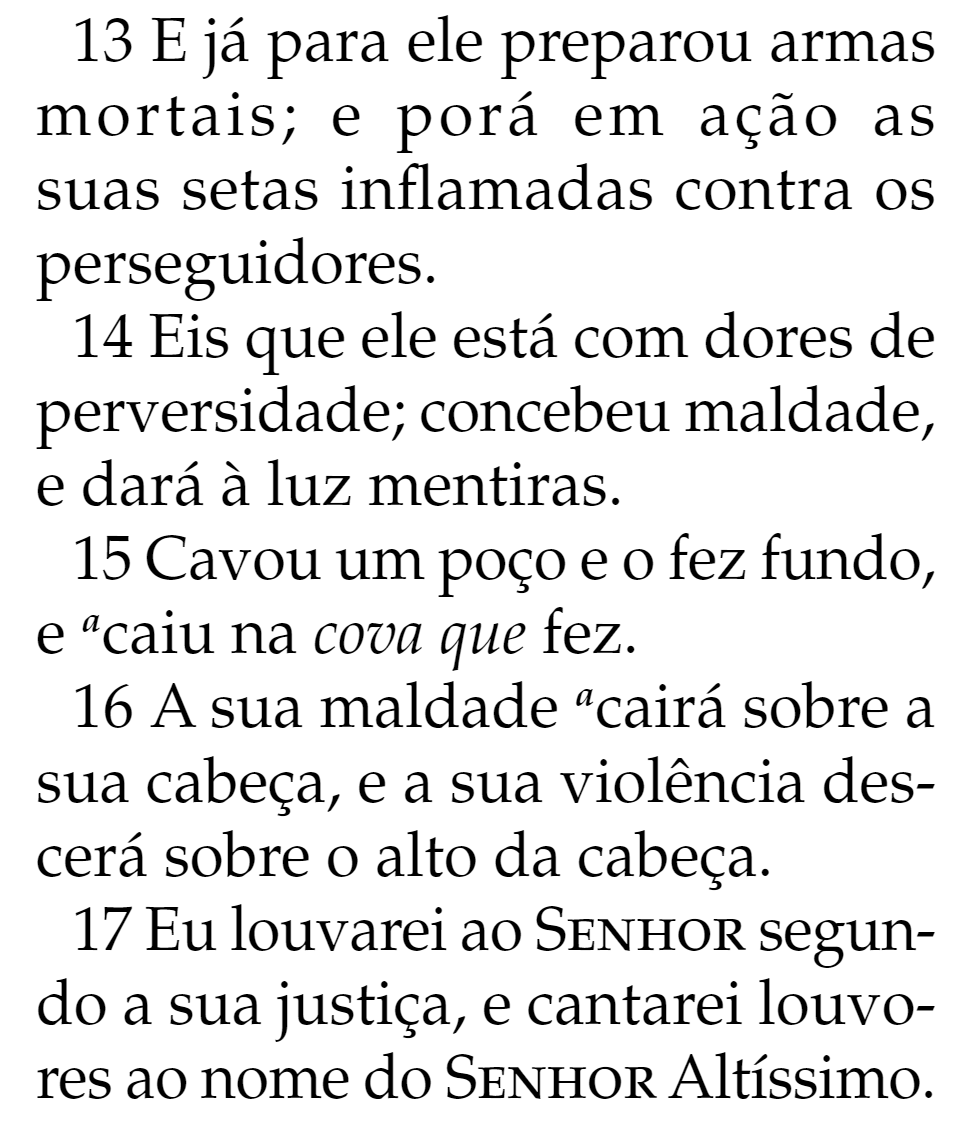 13 E já para ele preparou armas
mortais; e porá em ação as
suas setas inflamadas contra os
perseguidores.
14 Eis que ele está com dores de
perversidade; concebeu maldade,
e dará à luz mentiras.
15 Cavou um poço e o fez fundo,
e ᵃcaiu na cova que fez.
16 A sua maldade ᵃcairá sobre a
sua cabeça, e a sua violência des-
cerá sobre o alto da cabeça.
17 Eu louvarei ao SENHOR segun-
do a sua justiça, e cantarei louvo-
res ao nome do SENHOR Altíssimo.